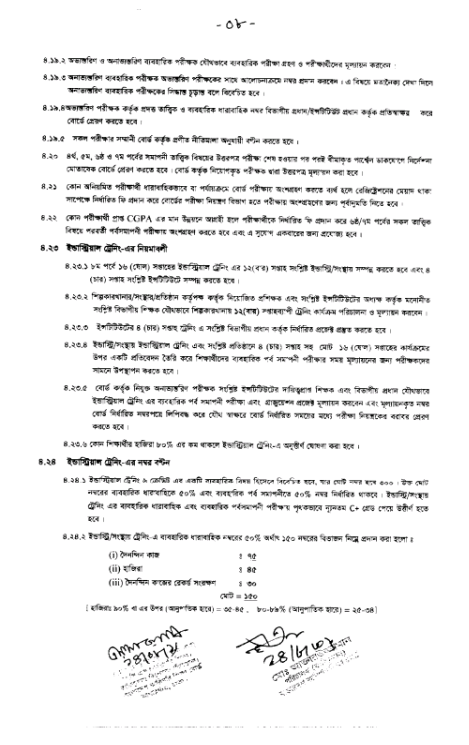 -০৮-
৪.১৯.২ অভ্যন্তরিণ ও অনাভ্যন্তরিণ ব্যবহারিক পরীক্ষক যৌথভাবে ব্যবহারিক পরীক্ষা গ্রহণ ও পরীক্ষার্থীদের মূল্যায়ন করবেন।
৪.১৯.৩ অনাভ্যন্তরিণ ব্যবহারিক পরীক্ষক অভ্যন্তরিণ পরীক্ষকের সাথে আলোচনাক্রমে নম্বর প্রদান করবেন। এ বিষয়ে মতানৈক্য দেখা দিলে
অনাভ্যন্তরিণ ব্যবহারিক পরীক্ষকের সিদ্ধান্ত চূড়ান্ত বলে বিবেচিত হবে।
৪.১৯.৪ অভ্যন্তরিণ পরীক্ষক কর্তৃক প্রদত্ত তাত্ত্বিক ও ব্যবহারিক ধারাবাহিক নম্বর বিভাগীয় প্রধান/ইন্সটিটিউট প্রধান কর্তৃক প্রতিস্বাক্ষর করে
বোর্ডে প্রেরণ করতে হবে।
৪.১৯.৫ সকল পরীক্ষার সম্মানী বোর্ড কর্তৃক প্রণীত নীতিমালা অনুযায়ী বণ্টন করতে হবে।
৪.২০ ৪র্থ, ৫ম, ৬ষ্ঠ ও ৭ম পর্বের সমাপনী তাত্ত্বিক বিষয়ের উত্তরপত্র পরীক্ষা শেষ হওয়ার পর পরই বীমাকৃত পার্শ্বেল ডাকযোগে নির্দেশনা
মোতাবেক বোর্ডে প্রেরণ করতে হবে। বোর্ড কর্তৃক নিয়োগকৃত পরীক্ষক দ্বারা উত্তরপত্র মূল্যায়ন করা হবে।
৪.২১ কোন অনিয়মিত পরীক্ষার্থী ধারাবাহিকভাবে বা পর্যায়ক্রমে বোর্ড পরীক্ষায় অংশগ্রহণ করতে ব্যর্থ হলে রেজিস্ট্রেশনের মেয়াদ থাকা
সাপেক্ষে নির্ধারিত ফি প্রদান করে বোর্ডের পরীক্ষা নিয়ন্ত্রণ বিভাগ হতে পরীক্ষায় অংশগ্রহণের জন্য পূর্বানুমতি নিতে হবে।
৪.২২ কোন পরীক্ষার্থী প্রাপ্ত CGPA এর মান উন্নয়নে আগ্রহী হলে পরীক্ষার্থীকে নির্ধারিত ফি প্রদান করে ৬ষ্ঠ/৭ম পর্বের সকল তাত্ত্বিক
বিষয়ে পরবর্তী পর্বসমাপনী পরীক্ষায় অংশগ্রহণ করতে হবে এবং এ সুযোগ একবারের জন্য প্রযোজ্য হবে।
৪.২৩ ইন্ডাস্ট্রিয়াল ট্রেনিং-এর নিয়মাবলী
৪.২৩.১ ৮ম পর্বে ১৬ (ষোল) সপ্তাহের ইন্ডাস্ট্রিয়াল ট্রেনিং এর ১২(বার) সপ্তাহ সংশ্লিষ্ট ইন্ডাস্ট্রি/সংস্থায় সম্পন্ন করতে হবে এবং ৪
(চার) সপ্তাহ সংশ্লিষ্ট ইন্সটিটিউটে সম্পন্ন করতে হবে।
৪.২৩.২ শিল্পকারখানার/সংস্থার/প্রতিষ্ঠান কর্তৃপক্ষ কর্তৃক নিয়োজিত প্রশিক্ষক এবং সংশ্লিষ্ট ইন্সটিটিউটের অধ্যক্ষ কর্তৃক মনোনীত
সংশ্লিষ্ট বিভাগীয় শিক্ষক যৌথভাবে শিল্পকারখানায় ১২(বার) সপ্তাহব্যাপী ট্রেনিং কার্যক্রম পরিচালনা ও মূল্যায়ন করবেন।
৪.২৩.৩ ইন্সটিটিউটের ৪ (চার) সপ্তাহ ট্রেনিং এ সংশ্লিষ্ট বিভাগীয় প্রধান কর্তৃক নির্ধারিত প্রজেক্ট প্রস্তুত করতে হবে।
৪.২৩.৪ ইন্ডাস্ট্রি/সংস্থায় ইন্ডাস্ট্রিয়াল ট্রেনিং এবং সংশ্লিষ্ট প্রতিষ্ঠানে ৪ (চার) সপ্তাহ সহ মোট ১৬ (ষোল) সপ্তাহের কার্যক্রমের
উপর একটি প্রতিবেদন তৈরি করে শিক্ষার্থীদের ব্যবহারিক পর্ব সমাপনী পরীক্ষার সময় মূল্যায়নের জন্য পরীক্ষকদের
সামনে উপস্থাপন করতে হবে।
৪.২৩.৫ বোর্ড কর্তৃক নিযুক্ত অনাভ্যন্তরিণ পরীক্ষক সংশ্লিষ্ট ইন্সটিটিউটের দায়িত্বপ্রাপ্ত শিক্ষক এবং বিভাগীয় প্রধান যৌথভাবে
ইন্ডাস্ট্রিয়াল ট্রেনিং এর ব্যবহারিক পর্ব সমাপনী পরীক্ষা এবং গ্রাজুয়েশন প্রজেক্ট মূল্যায়ন করবেন এবং মূল্যায়নকৃত নম্বর
বোর্ড নির্ধারিত নম্বরপত্রে লিপিবদ্ধ করে যৌথ স্বাক্ষরে বোর্ড নির্ধারিত সময়ের মধ্যে পরীক্ষা নিয়ন্ত্রকের বরাবর প্রেরণ
করতে হবে।
৪.২৩.৬ কোন শিক্ষার্থীর হাজিরা ৮০% এর কম থাকলে ইন্ডাস্ট্রিয়াল ট্রেনিং-এ অনুত্তীর্ণ ঘোষণা করা হবে।
৪.২৪ ইন্ডাস্ট্রিয়াল ট্রেনিং-এর নম্বর বন্টন
৪.২৪.১ ইন্ডাস্ট্রিয়াল ট্রেনিং ৬ ক্রেডিট এর একটি ব্যবহারিক বিষয় হিসেবে বিবেচিত হবে, যার মোট নম্বর হবে ৩০০। উক্ত মোট
নম্বরের ব্যবহারিক ধারাবাহিকে ৫০% এবং ব্যবহারিক পর্ব সমাপনীতে ৫০% নম্বর নির্ধারিত থাকবে। ইন্ডাস্ট্রি/সংস্থায়
ট্রেনিং এর ব্যবহারিক ধারাবাহিক এবং ব্যবহারিক পর্বসমাপনী পরীক্ষায় পৃথকভাবে ন্যূনতম C+ গ্রেড পেয়ে উত্তীর্ণ হতে
হবে।
৪.২৪.২ ইন্ডাস্ট্রি/সংস্থায় ট্রেনিং-এ ব্যবহারিক ধারাবাহিক নম্বরের ৫০% অর্থাৎ ১৫০ নম্বরের বিভাজন নিম্নে প্রদান করা হলো ঃ
(i) দৈনন্দিন কাজ ঃ ৭৫
(ii) হাজিরা ঃ ৪৫
(iii) দৈনন্দিন কাজের রেকর্ড সংরক্ষণ ঃ ৩০
মোট = ১৫০
[ হাজিরাঃ ৯০% বা এর উপর (আনুপাতিক হারে) = ৩৫-৪৫, ৮০-৮৯% (আনুপাতিক হারে) = ২৫-৩৪]